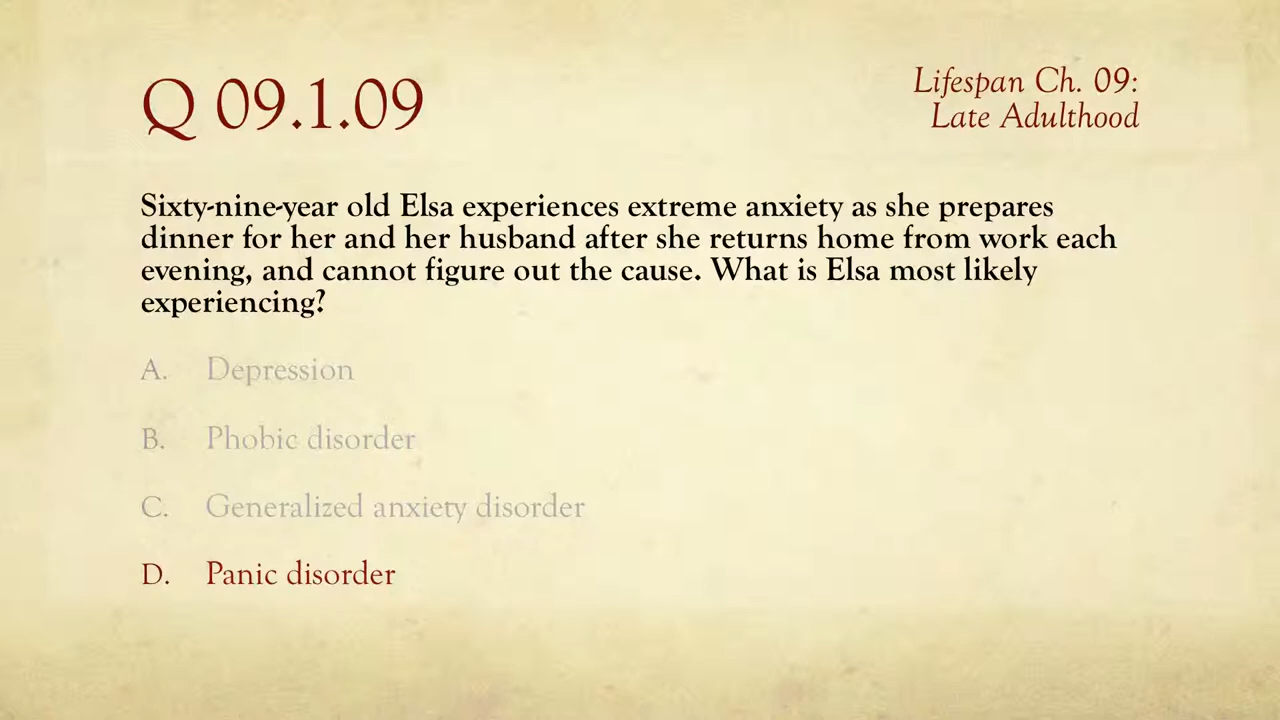 Q 09.1.09
Lifespan Ch. 09:
Late Adulthood
Sixty-nine-year old Elsa experiences extreme anxiety as she prepares
dinner for her and her husband after she returns home from work each
evening, and cannot figure out the cause. What is Elsa most likely
experiencing?
A. Depression
B. Phobic disorder
C. Generalized anxiety disorder
D. Panic disorder